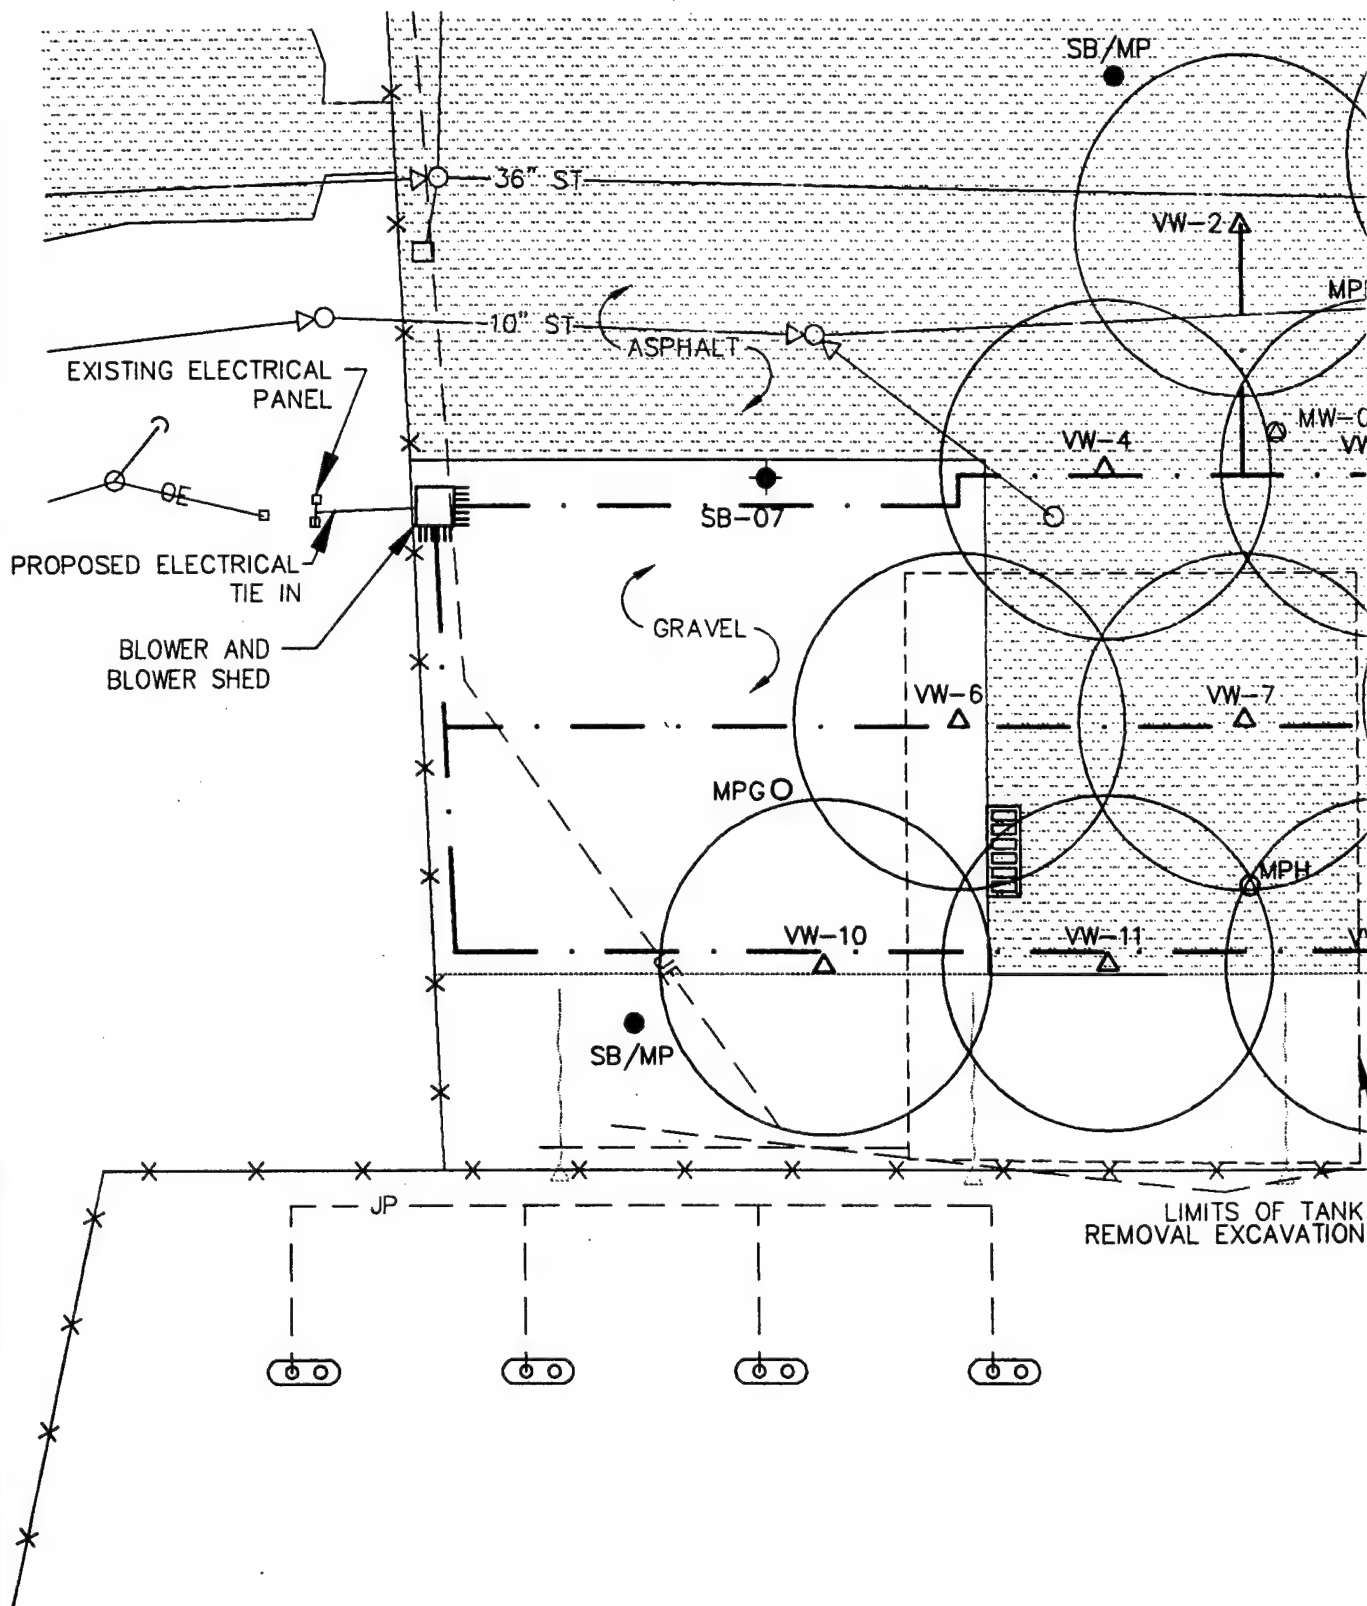 SB/MP
36" ST
VW-2
MP
10" ST
ASPHALT
EXISTING ELECTRICAL
PANEL
MW-
VW-4
OE
SB-07
PROPOSED ELECTRICAL
TIE IN
GRAVEL
BLOWER AND
BLOWER SHED
VW-6
VW-7
MPG
MPH
VW-10
VW-11
SB/MP
JP
LIMITS OF TANK
REMOVAL EXCAVATION